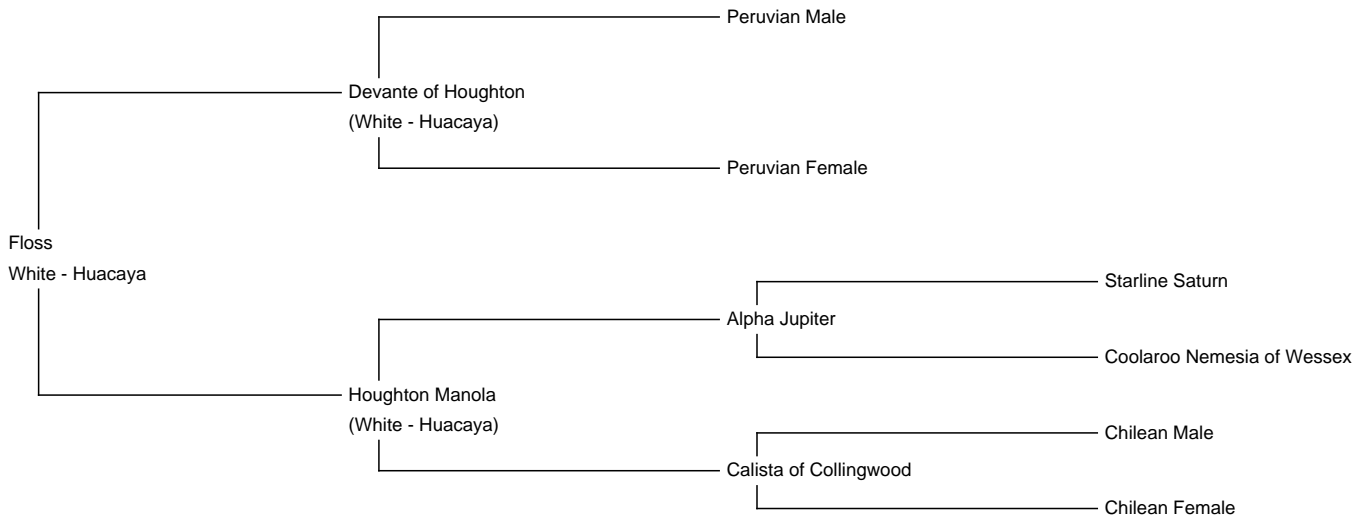 Peruvian Male
Devante of Houghton
(White - Huacaya)
Peruvian Female
Floss
White - Huacaya
Starline Saturn
Alpha Jupiter
Coolaroo Nemesia of Wessex
Houghton Manola
(White - Huacaya)
Chilean Male
Calista of Collingwood
Chilean Female